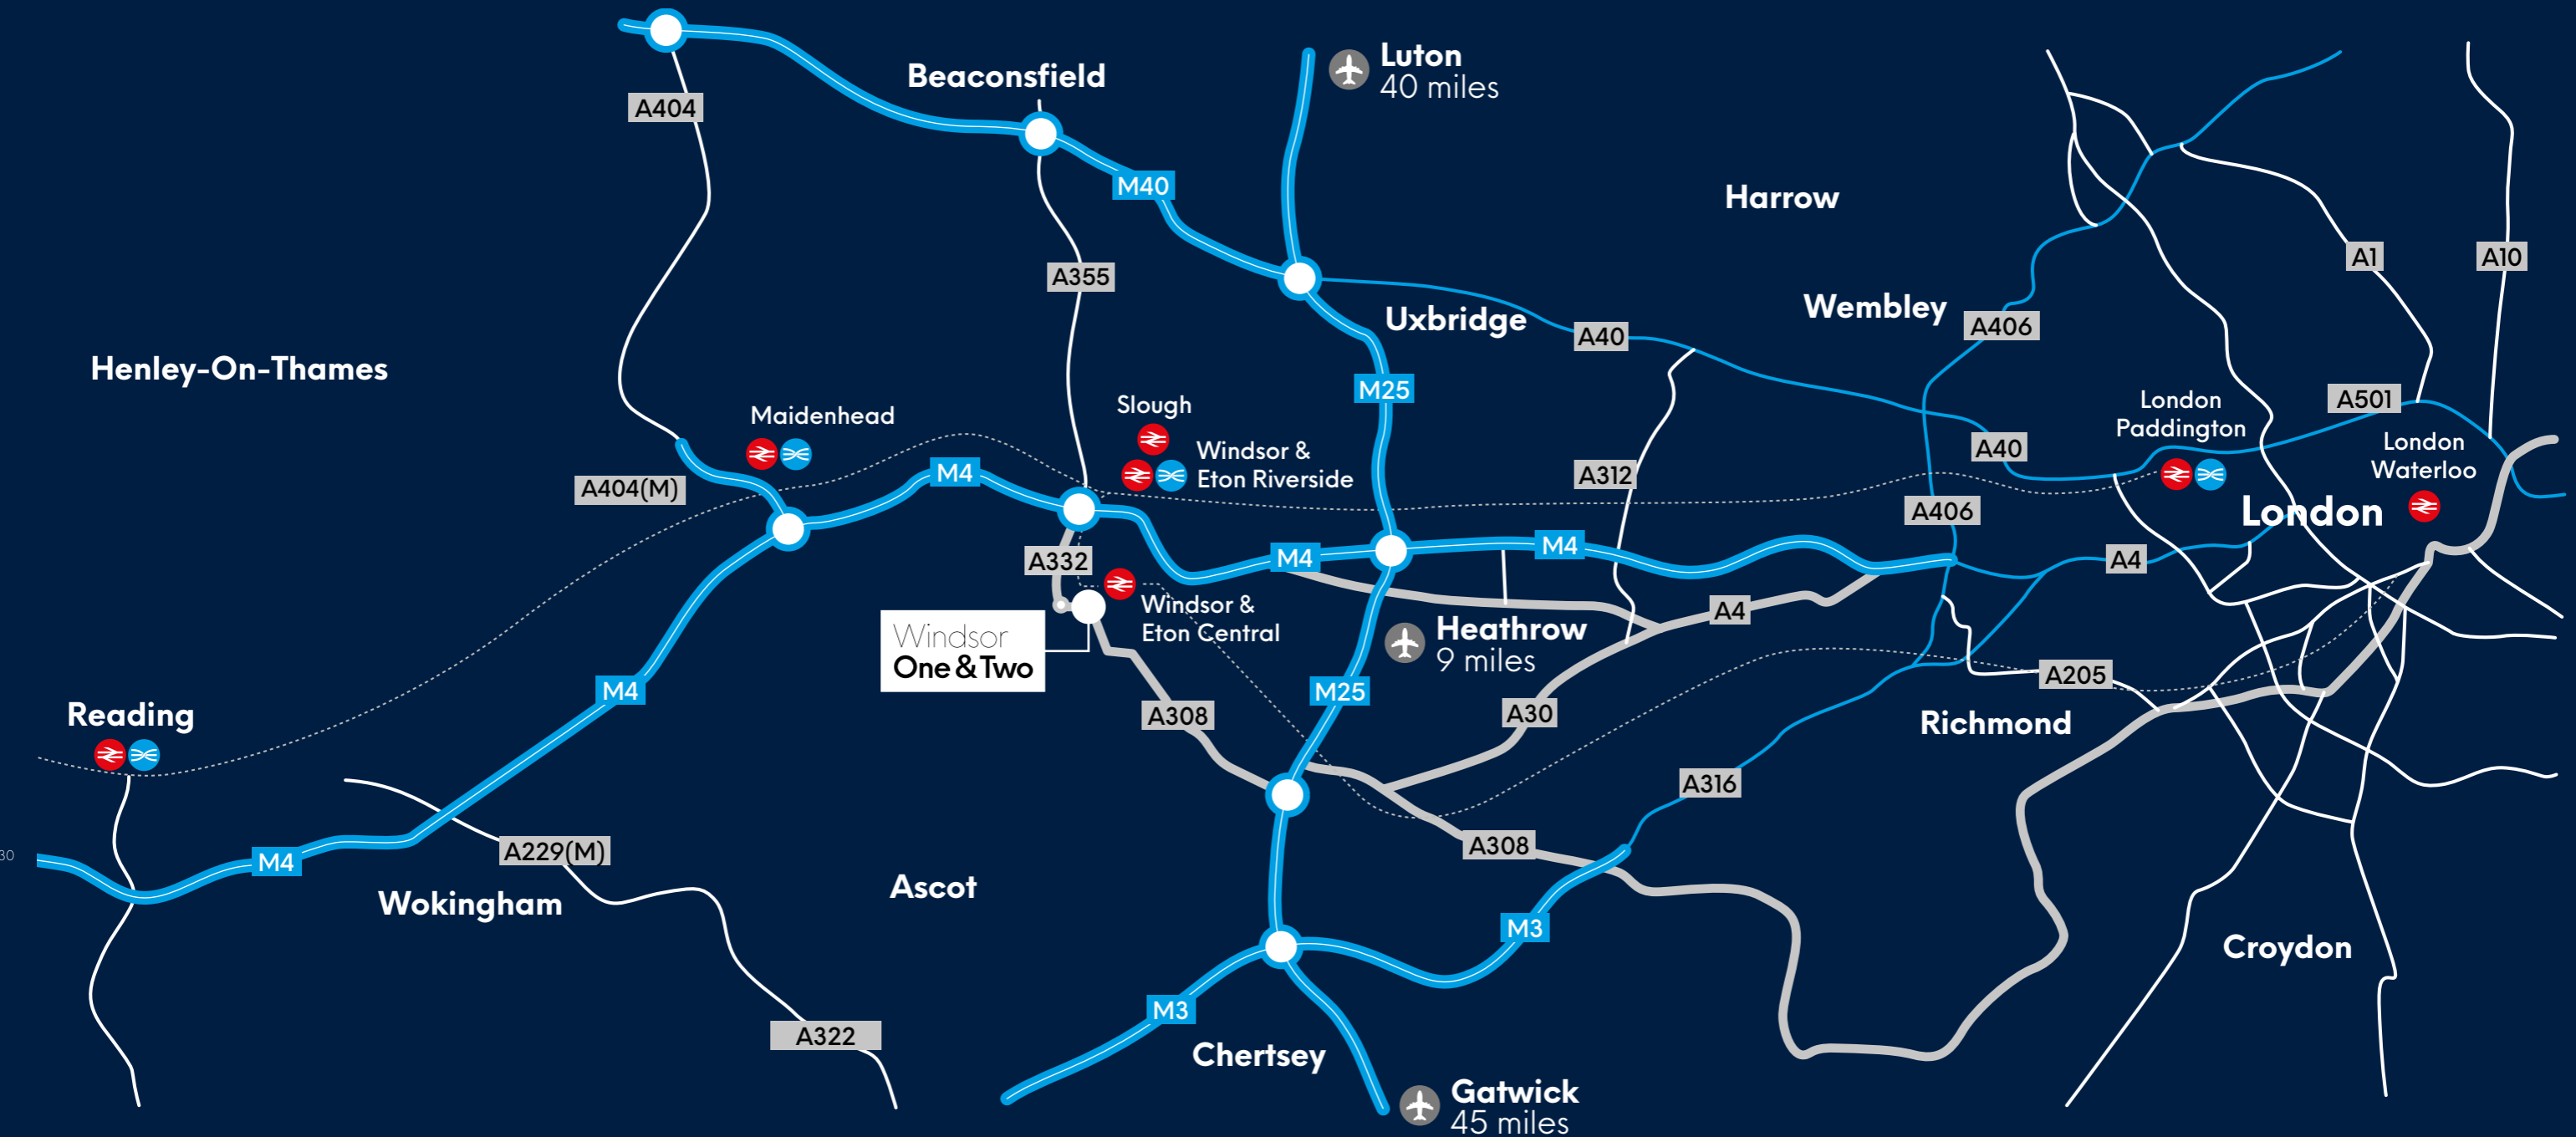 Luton
40 miles
Beaconsfield
A404
M40
Harrow
A355
A1
A10
Uxbridge
Wembley
A406
A40
Henley-On-Thames
M25
A501
Maidenhead
Slough
London
Paddington
Windsor &
Eton Riverside
A40
London
Waterloo
M4
A312
A404(M)
A406
London
A332
M4
M4
A4
Windsor &
Eton Central
A4
Windsor
One & Two
Heathrow
9 miles
M4
M25
A205
Reading
A308
A30
Richmond
A316
A308
30
M4
A229(M)
Wokingham
Ascot
M3
Croydon
M3
A322
Chertsey
Gatwick
45 miles